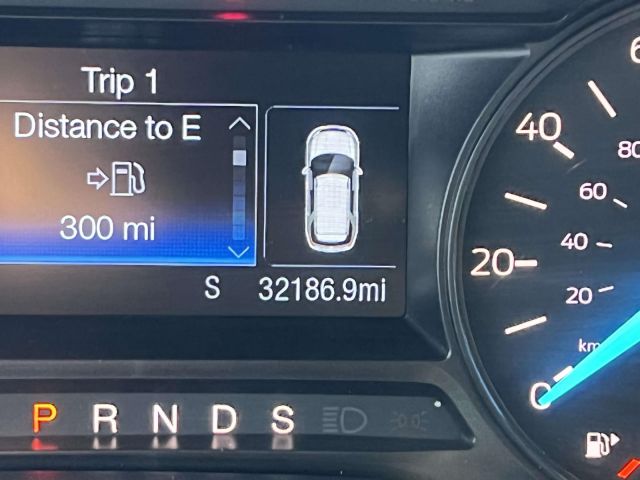 Trip 1
Distance to E
300 mi
S 32186.9mi
P R N D S
40
20
0
80
60
40
20
km